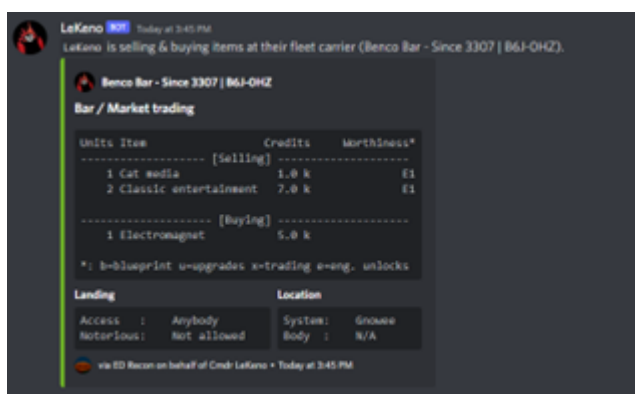 LeKeno BOT Today at 3:45 PM
LeKeno is selling & buying items at their fleet carrier (Benco Bar - Since 3307 | B6J-0HZ).
Benco Bar - Since 3307 | B6J-0HZ
Bar / Market trading
Units Item Credits Worthiness*
------------------- [Selling] --------------------
1 Cat media 1.0 k E1
2 Classic entertainment 7.0 k E1
-------------------- [Buying] --------------------
1 Electromagnet 5.0 k
*: b=blueprint u=upgrades x=trading e=eng. unlocks
Landing Location
Access : Anybody System: Gnowee
Notorious: Not allowed Body : N/A
via ED Recon on behalf of Cmdr LeKeno • Today at 3:45 PM